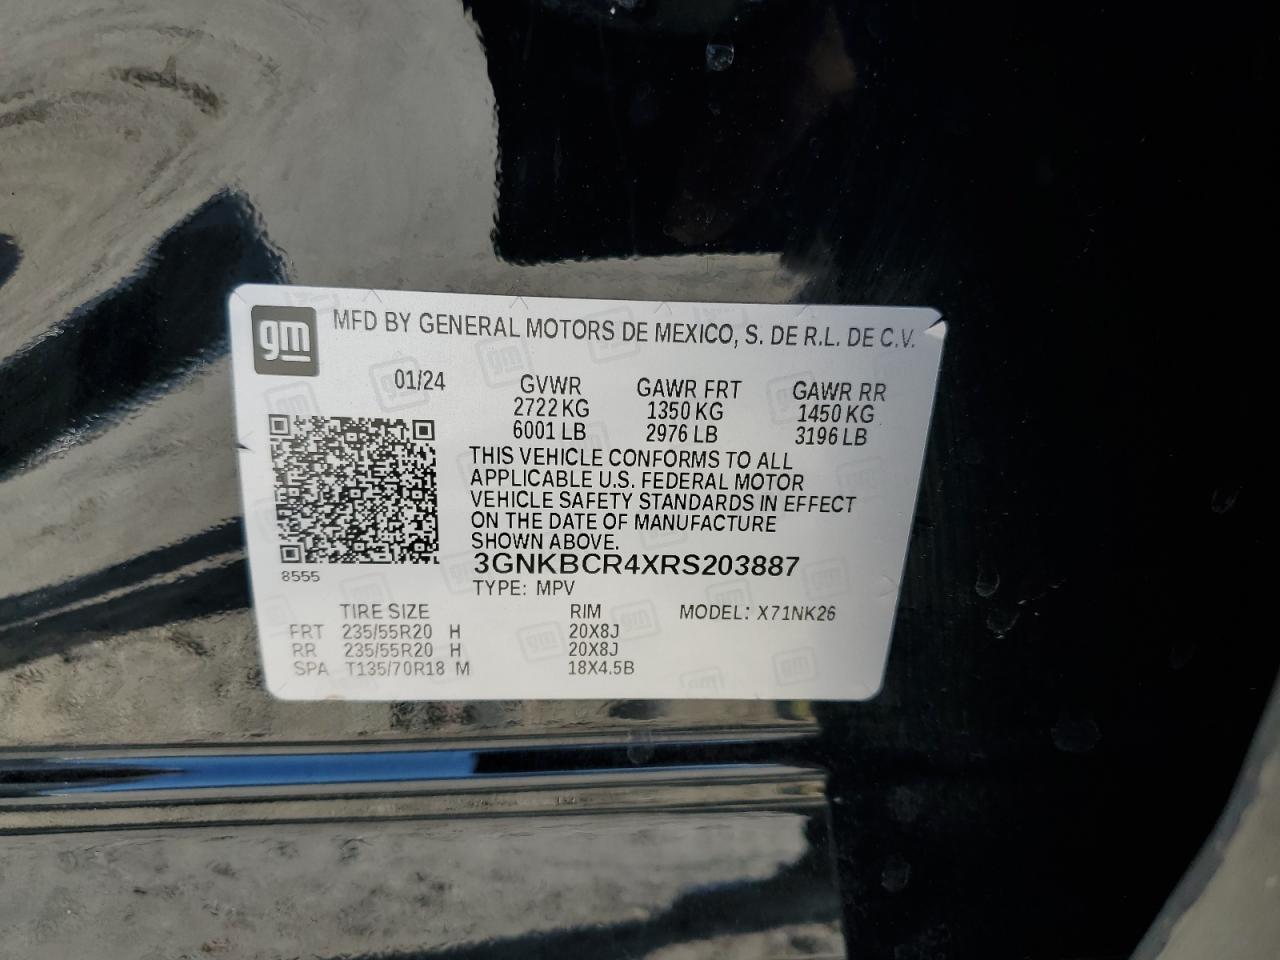 gm MFD BY GENERAL MOTORS DE MEXICO, S. DE R.L. DE C.V.
01/24 GVWR GAWR FRT GAWR RR
2722 KG 1350 KG 1450 KG
6001 LB 2976 LB 3196 LB
THIS VEHICLE CONFORMS TO ALL
APPLICABLE U.S. FEDERAL MOTOR
VEHICLE SAFETY STANDARDS IN EFFECT
ON THE DATE OF MANUFACTURE
SHOWN ABOVE.
3GNKBCR4XRS203887
8555
TYPE: MPV
TIRE SIZE RIM MODEL: X71NK26
FRT 235/55R20 H 20X8J
RR 235/55R20 H 20X8J
SPA T135/70R18 M 18X4.5B